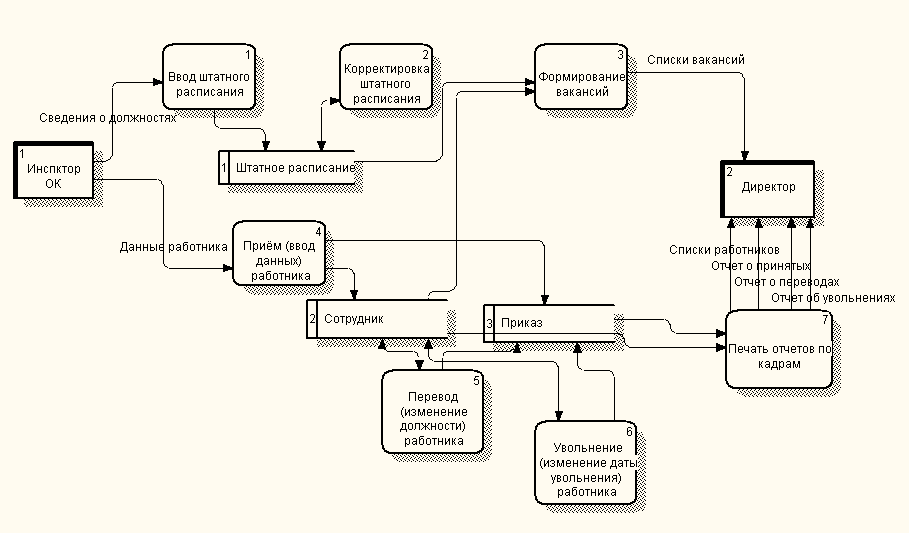 1
Ввод штатного
расписания
2
Корректировка
штатного
расписания
3
Формирование
вакансий
Списки вакансий
Сведения о должностях
1
Инспктор
ОК
1
Штатное расписание
2
Директор
4
Приём (ввод
данных)
работника
Данные работника
Списки работников
Отчет о принятых
Отчет о переводах
Отчет об увольнениях
2
Сотрудник
3
Приказ
7
Печать отчетов по
кадрам
5
Перевод
(изменение
должности)
работника
6
Увольнение
(изменение даты
увольнения)
работника